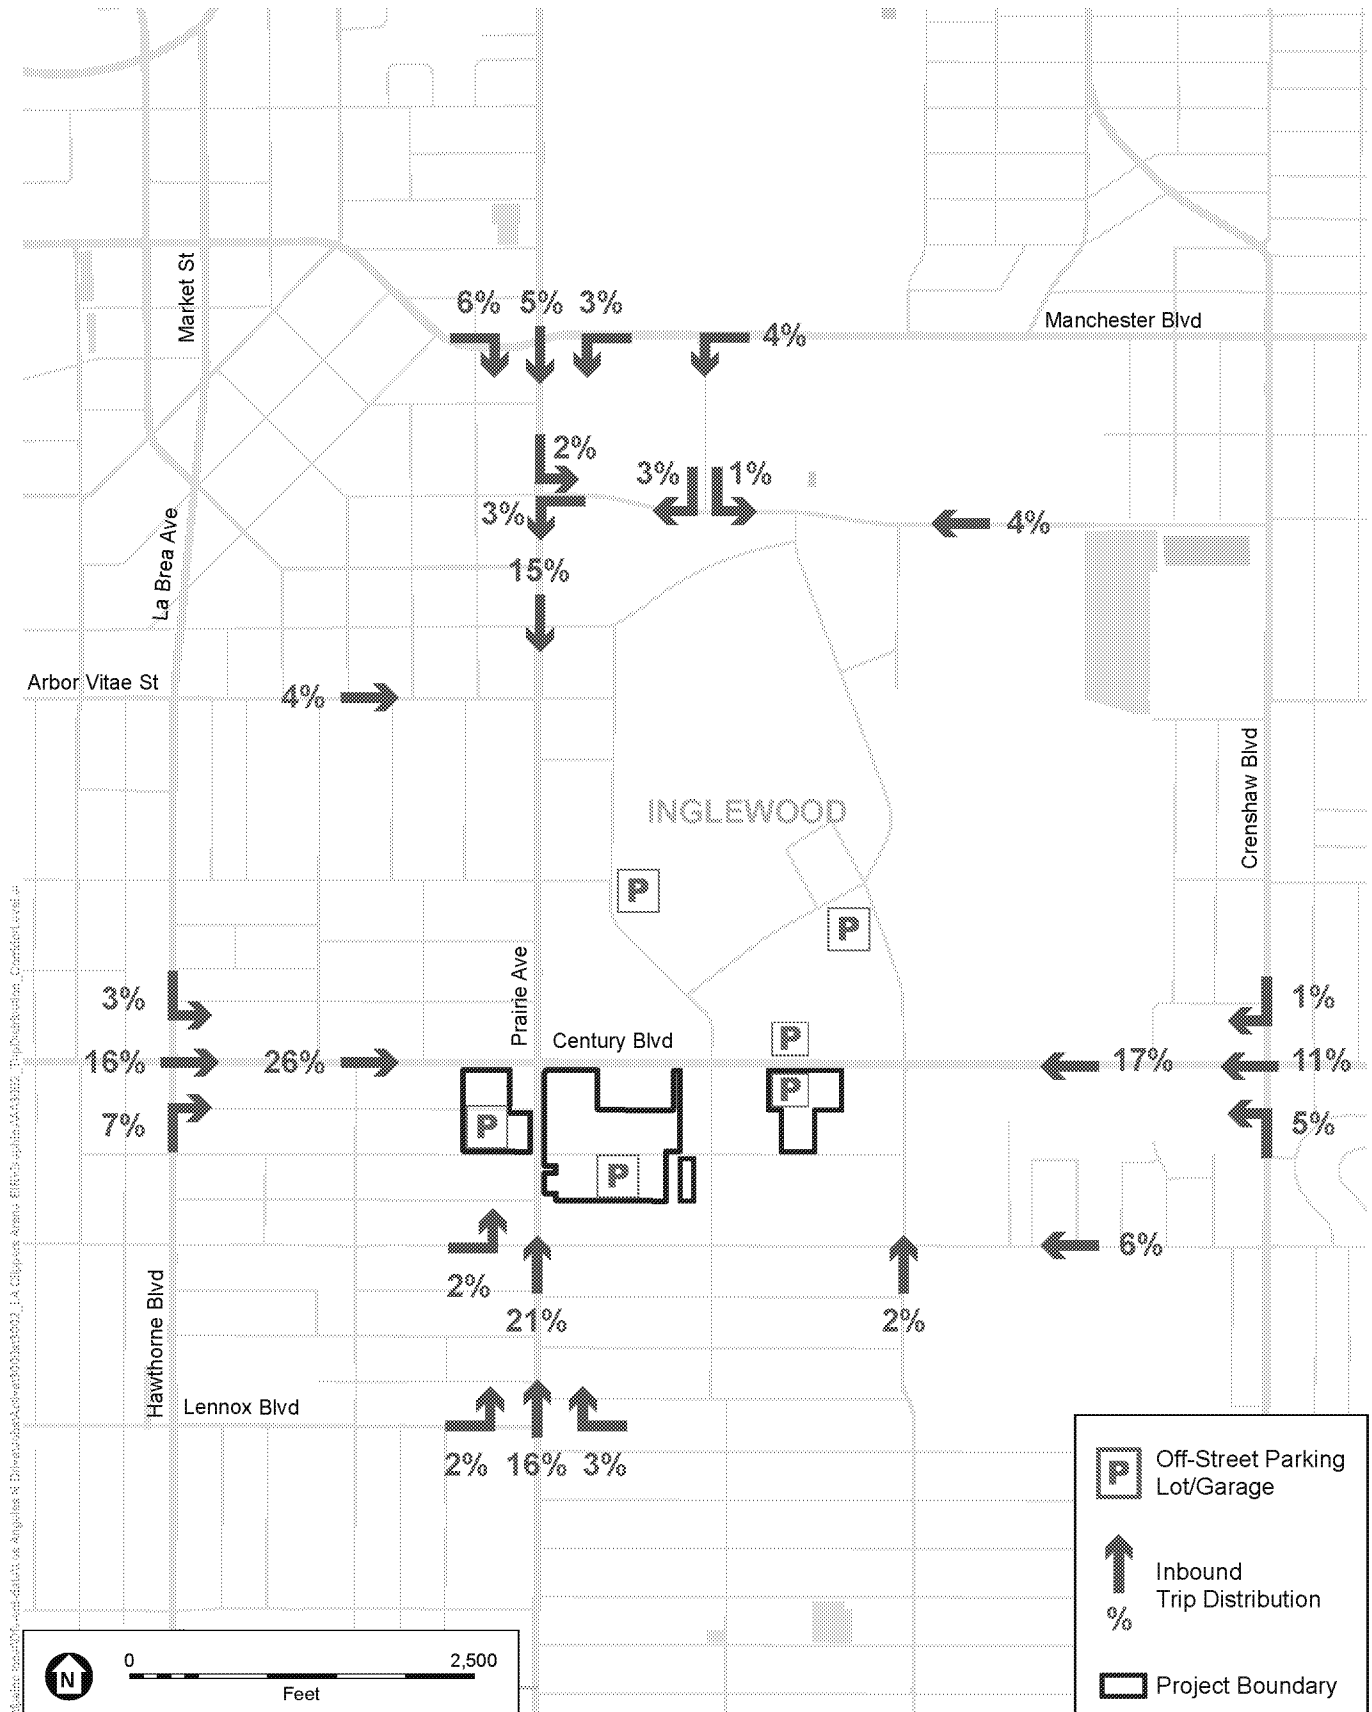 Market St
6% 5% 3%
Manchester Blvd
4%
2%
3% 1%
3%
4%
La Brea Ave
15%
Arbor Vitae St
4%
Crenshaw Blvd
INGLEWOOD
P
P
Prairie Ave
3%
1%
Century Blvd
P
16% 26%
17% 11%
P
7%
P
5%
P
6%
2%
21%
2%
Hawthorne Blvd
Lennox Blvd
2% 16% 3%
P
Off-Street Parking
Lot/Garage
Inbound
Trip Distribution
%
Project Boundary
N
0 2,500
Feet